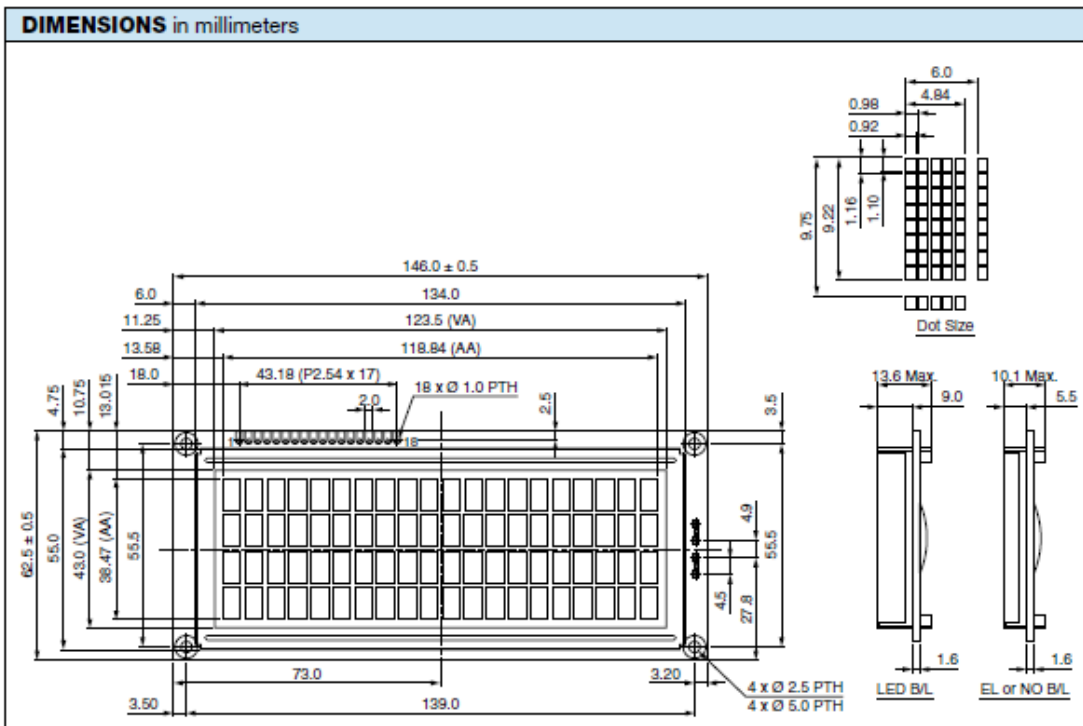 DIMENSIONS in millimeters
6.0
4.84
0.98
0.92
9.75
9.22
1.16
1.10
Dot Size
146.0 ± 0.5
6.0
134.0
11.25
123.5 (VA)
13.58
118.84 (AA)
18.0
43.18 (P2.54 x 17)
18 x Ø 1.0 PTH
2.0
2.5
4.75
10.75
13.015
3.5
1
18
62.5 ± 0.5
55.0
43.0 (VA)
38.47 (AA)
55.5
4.9
4.5
27.8
55.5
73.0
3.20
3.50
139.0
4 x Ø 2.5 PTH
4 x Ø 5.0 PTH
13.6 Max.
9.0
1.6
LED B/L
10.1 Max.
5.5
1.6
EL or NO B/L